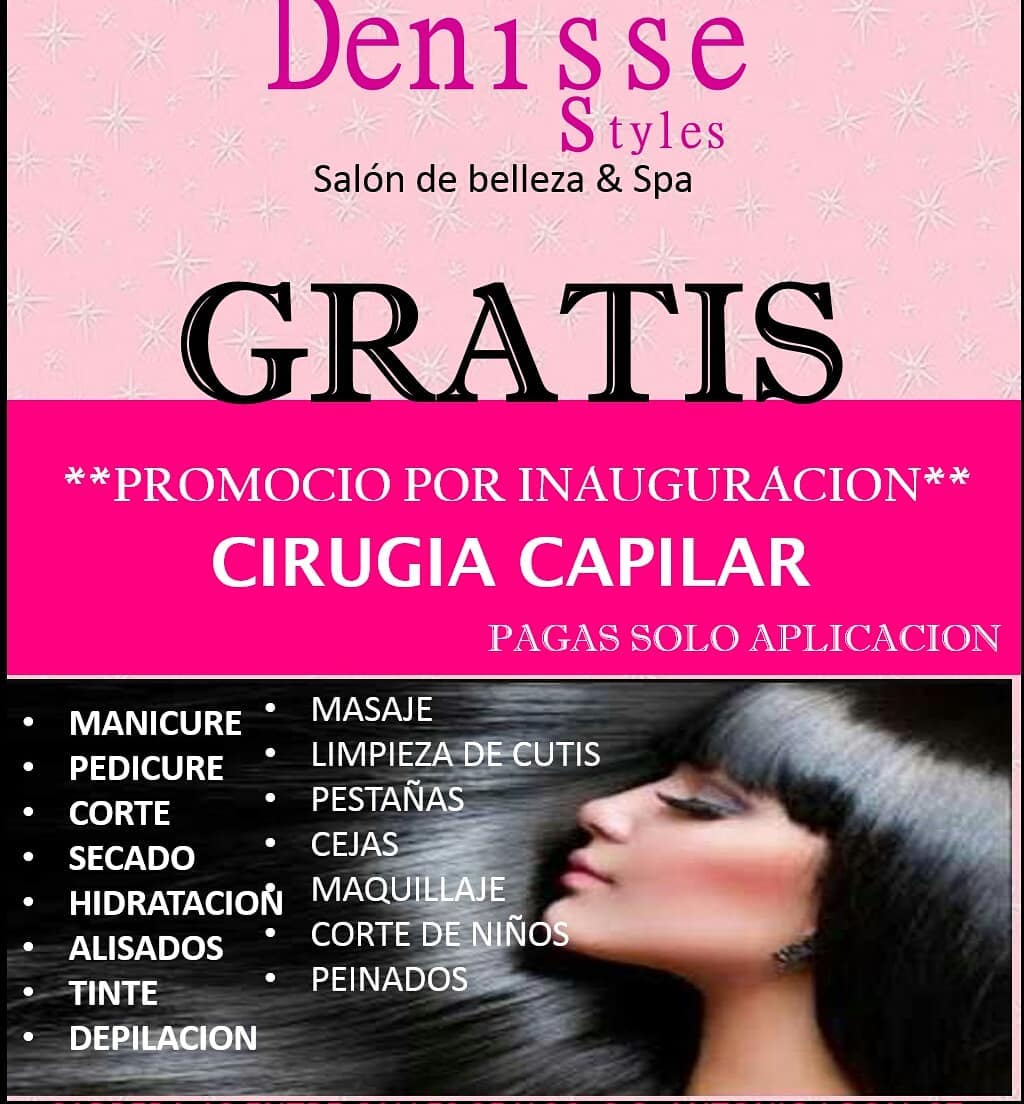 Denisse
Styles
Salón de belleza & Spa
GRATIS
**PROMOCIO POR INAUGURACION**
CIRUGIA CAPILAR
PAGAS SOLO APLICACION
• MANICURE
• PEDICURE
• CORTE
• SECADO
• HIDRATACION
• ALISADOS
• TINTE
• DEPILACION
• MASAJE
• LIMPIEZA DE CUTIS
• PESTAÑAS
• CEJAS
• MAQUILLAJE
• CORTE DE NIÑOS
• PEINADOS